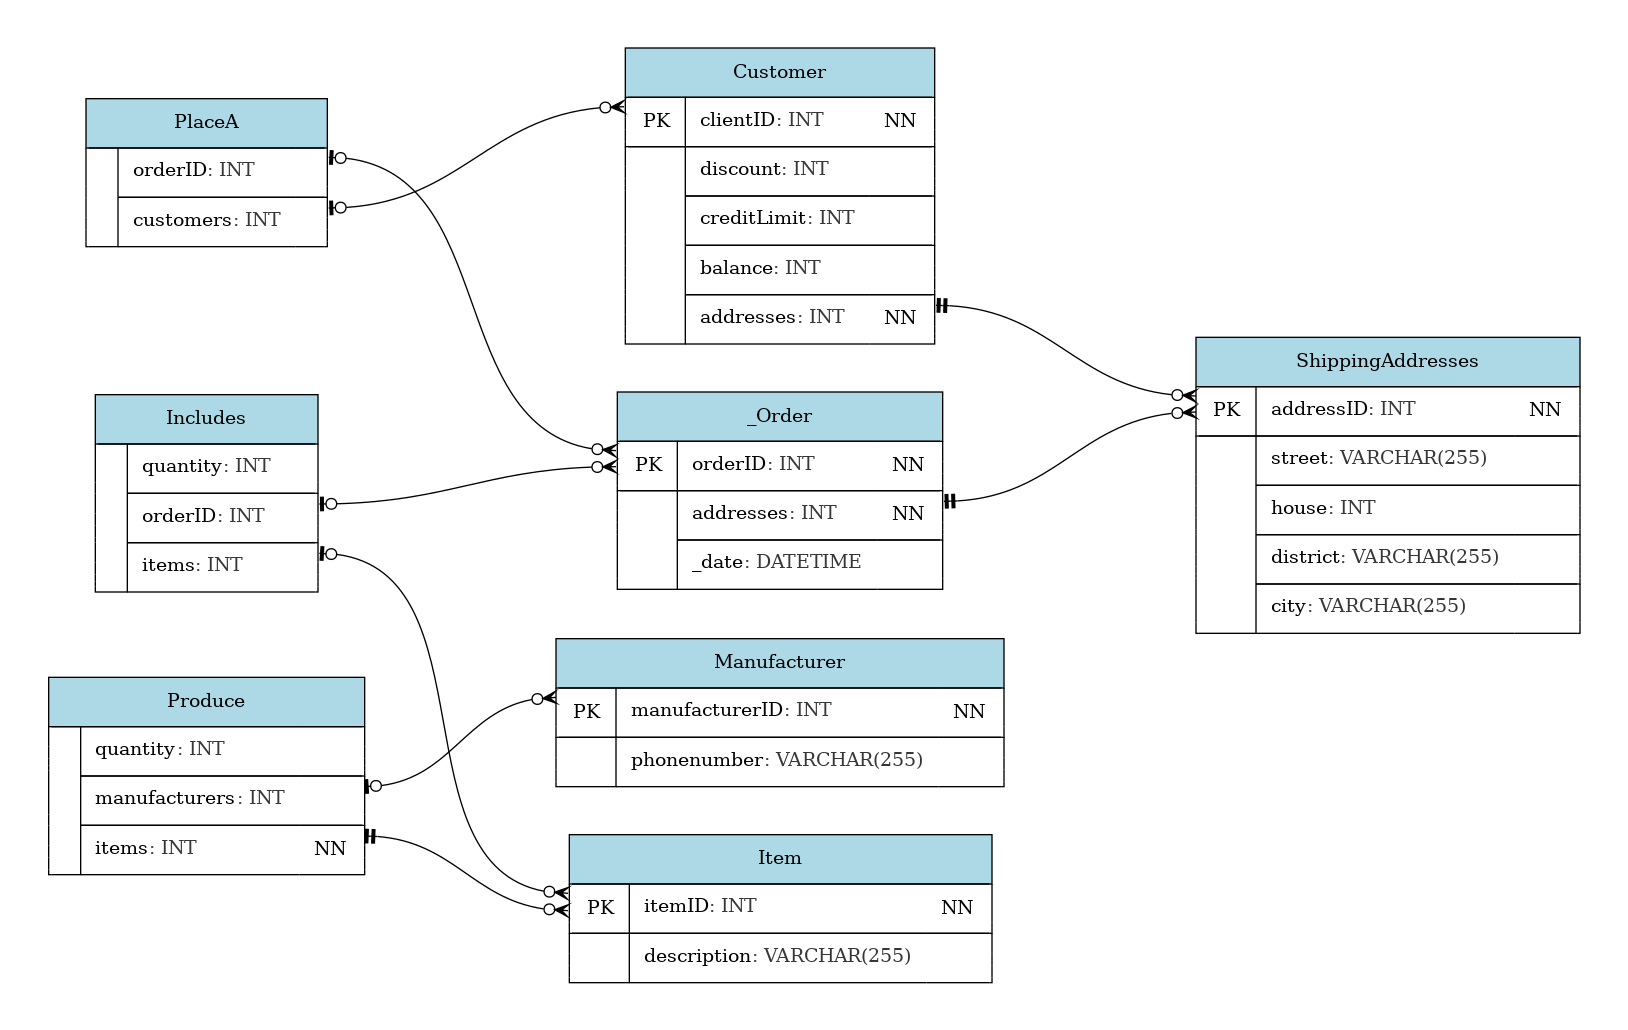 PlaceA
orderID: INT
customers: INT
Customer
PK clientID: INT NN
discount: INT
creditLimit: INT
balance: INT
addresses: INT NN
Includes
quantity: INT
orderID: INT
items: INT
_Order
PK orderID: INT NN
addresses: INT NN
_date: DATETIME
ShippingAddresses
PK addressID: INT NN
street: VARCHAR(255)
house: INT
district: VARCHAR(255)
city: VARCHAR(255)
Produce
quantity: INT
manufacturers: INT
items: INT NN
Manufacturer
PK manufacturerID: INT NN
phonenumber: VARCHAR(255)
Item
PK itemID: INT NN
description: VARCHAR(255)